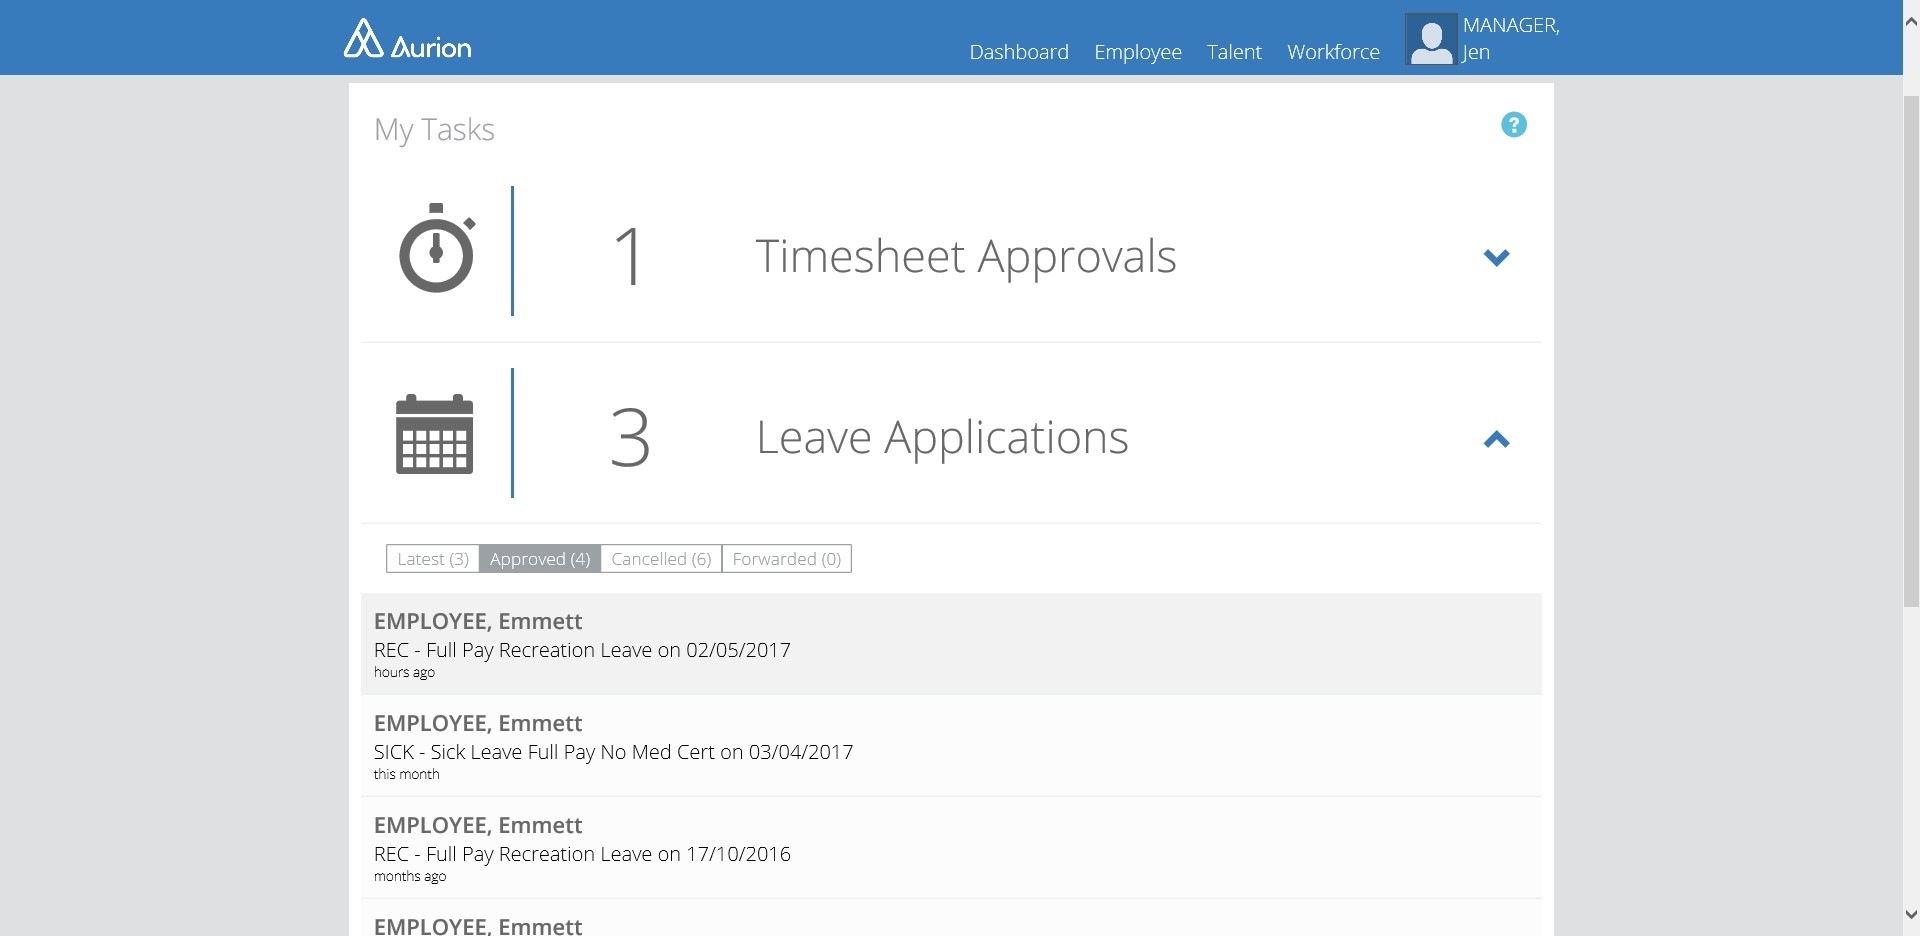 Aurion
Dashboard Employee Talent Workforce
MANAGER,
Jen
My Tasks
?
1 Timesheet Approvals
3 Leave Applications
Latest (3) Approved (4) Cancelled (6) Forwarded (0)
EMPLOYEE, Emmett
REC - Full Pay Recreation Leave on 02/05/2017
hours ago
EMPLOYEE, Emmett
SICK - Sick Leave Full Pay No Med Cert on 03/04/2017
this month
EMPLOYEE, Emmett
REC - Full Pay Recreation Leave on 17/10/2016
months ago
EMPLOYEE, Emmett